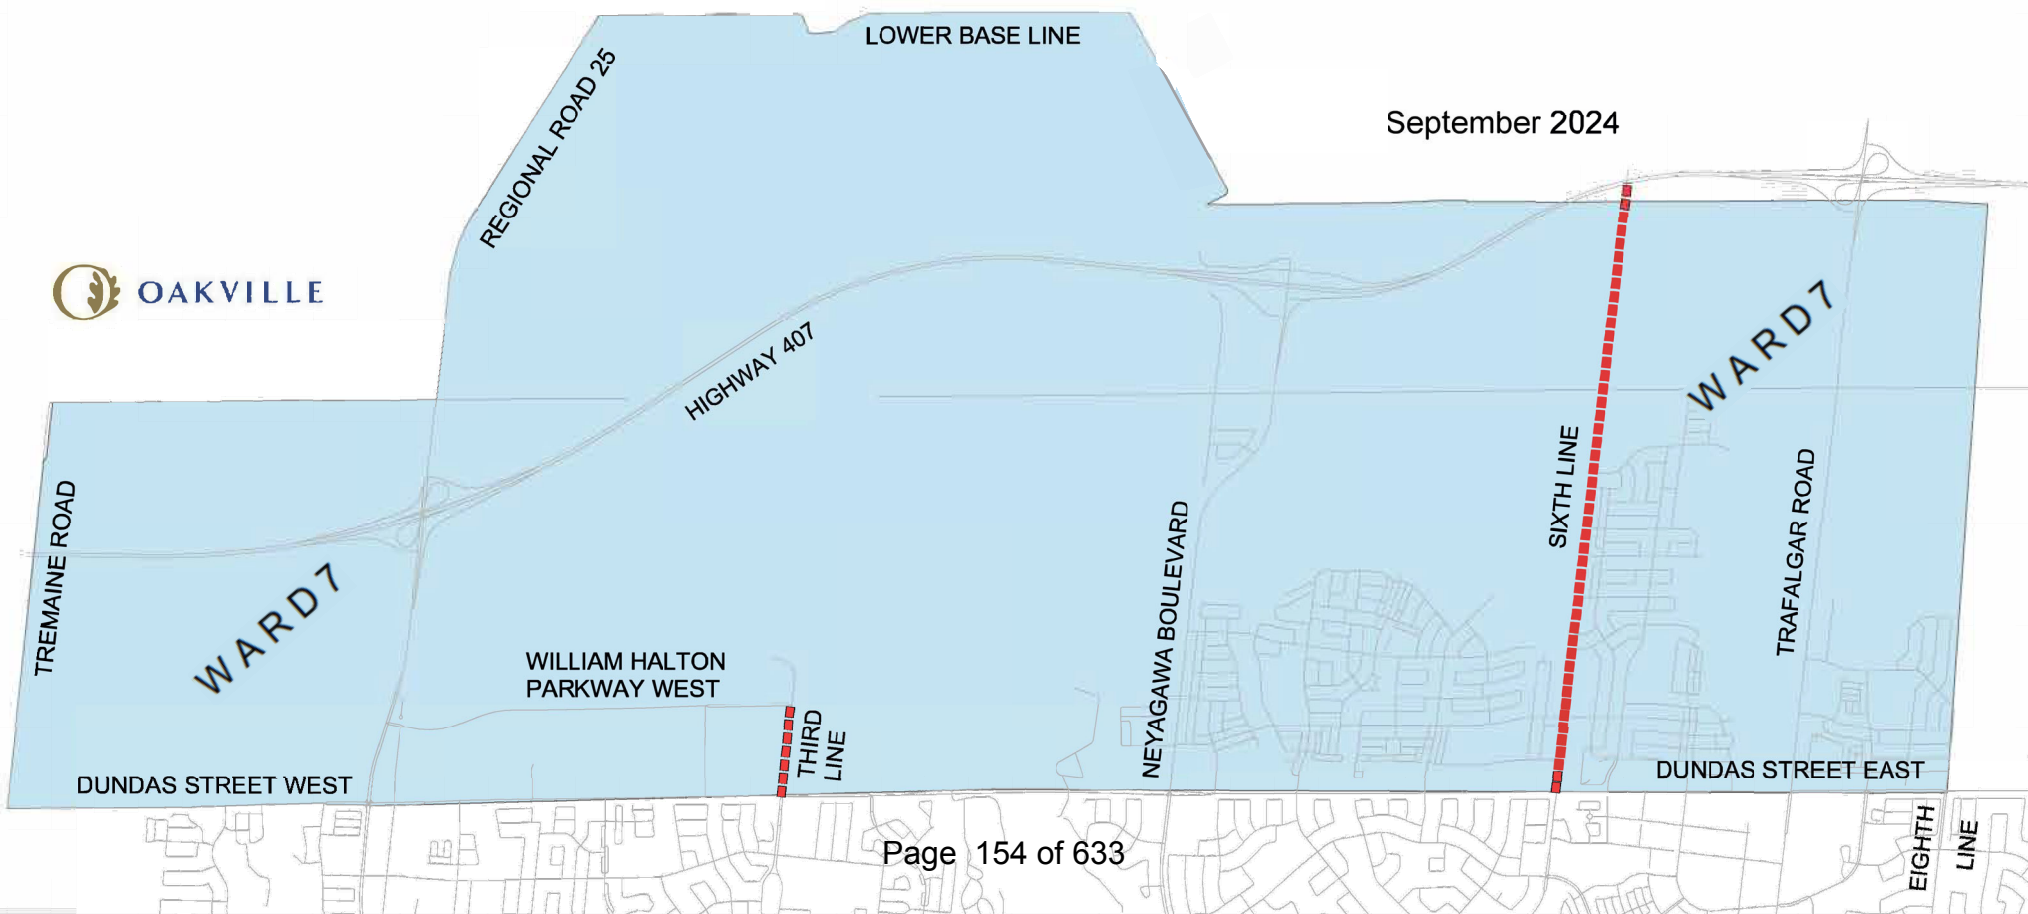 LOWER BASE LINE
REGIONAL ROAD 25
September 2024
OAKVILLE
HIGHWAY 407
WARD 7
SIXTH LINE
TRAFALGAR ROAD
TREMAINE ROAD
WARD 7
NEYAGAWA BOULEVARD
WILLIAM HALTON
PARKWAY WEST
THIRD
LINE
DUNDAS STREET WEST
DUNDAS STREET EAST
EIGHTH
LINE
Page 154 of 633